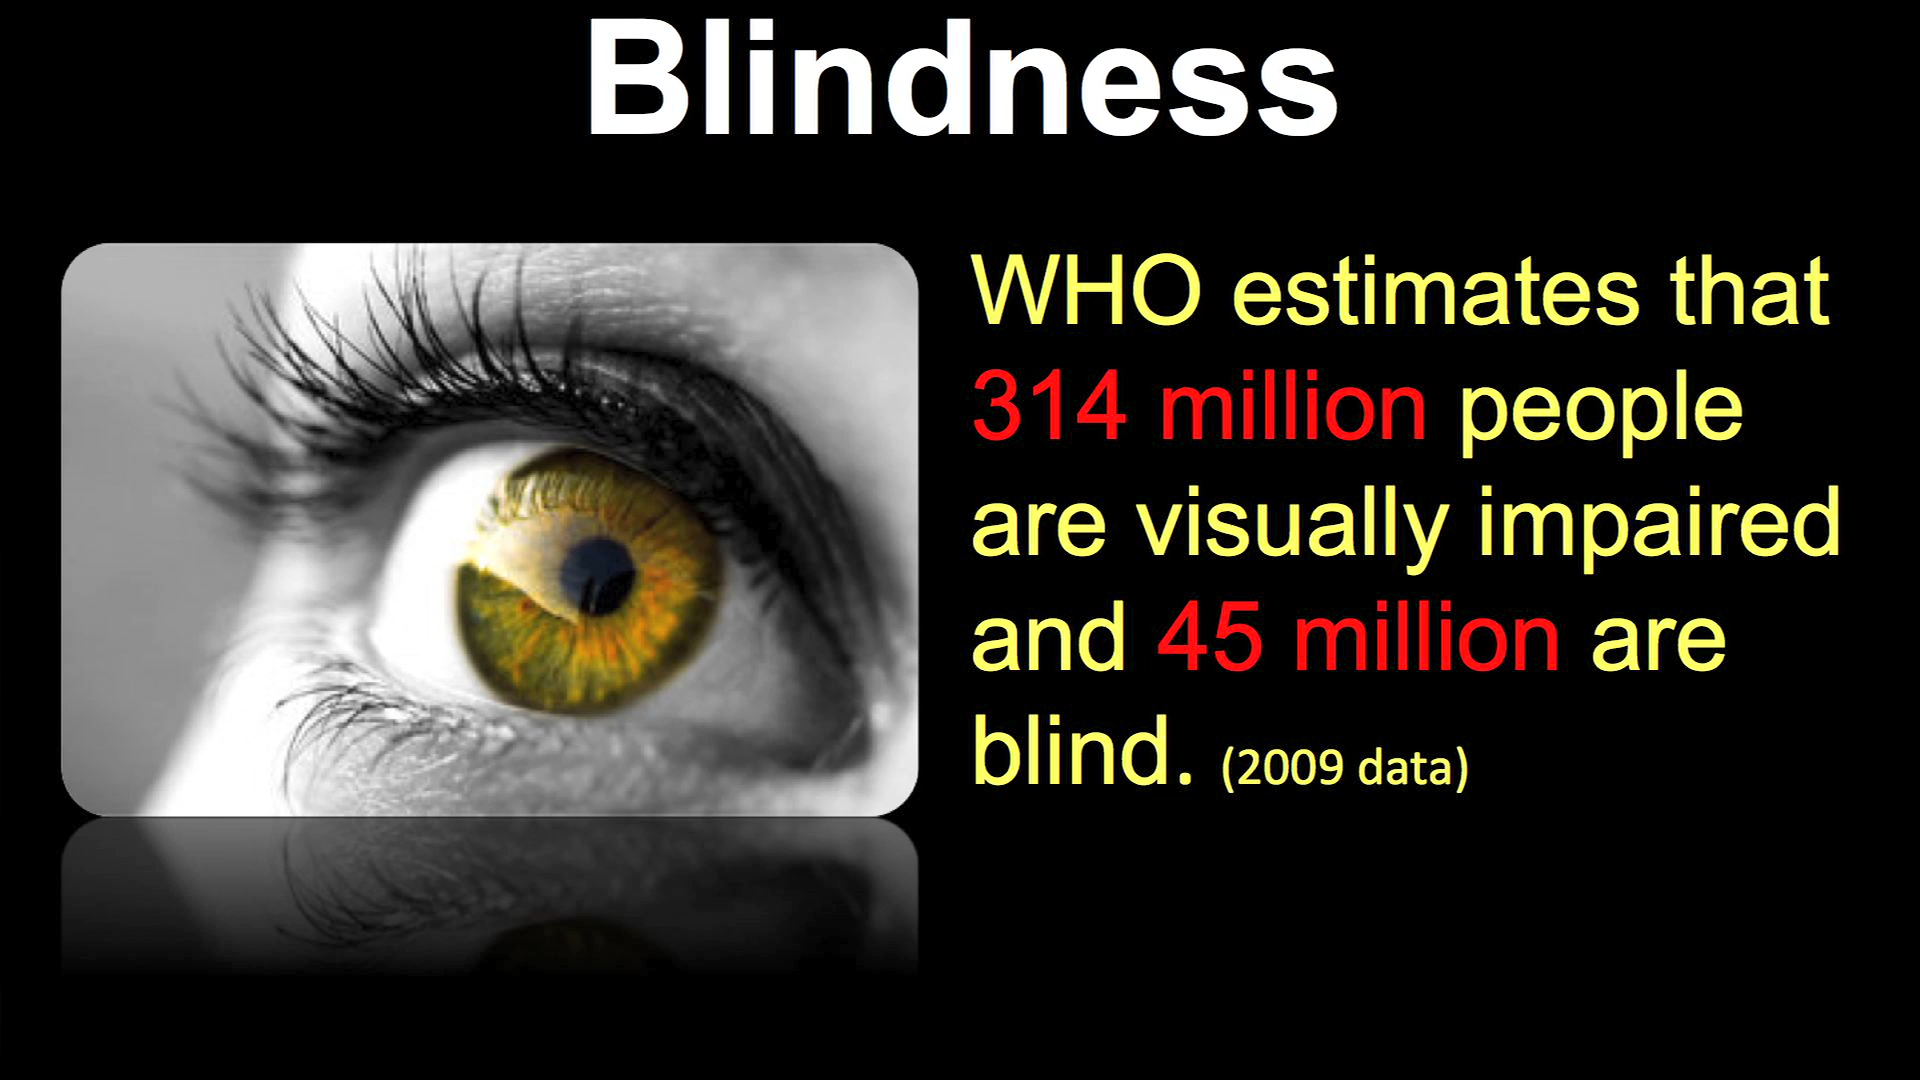 Blindness
WHO estimates that
314 million people
are visually impaired
and 45 million are
blind. (2009 data)